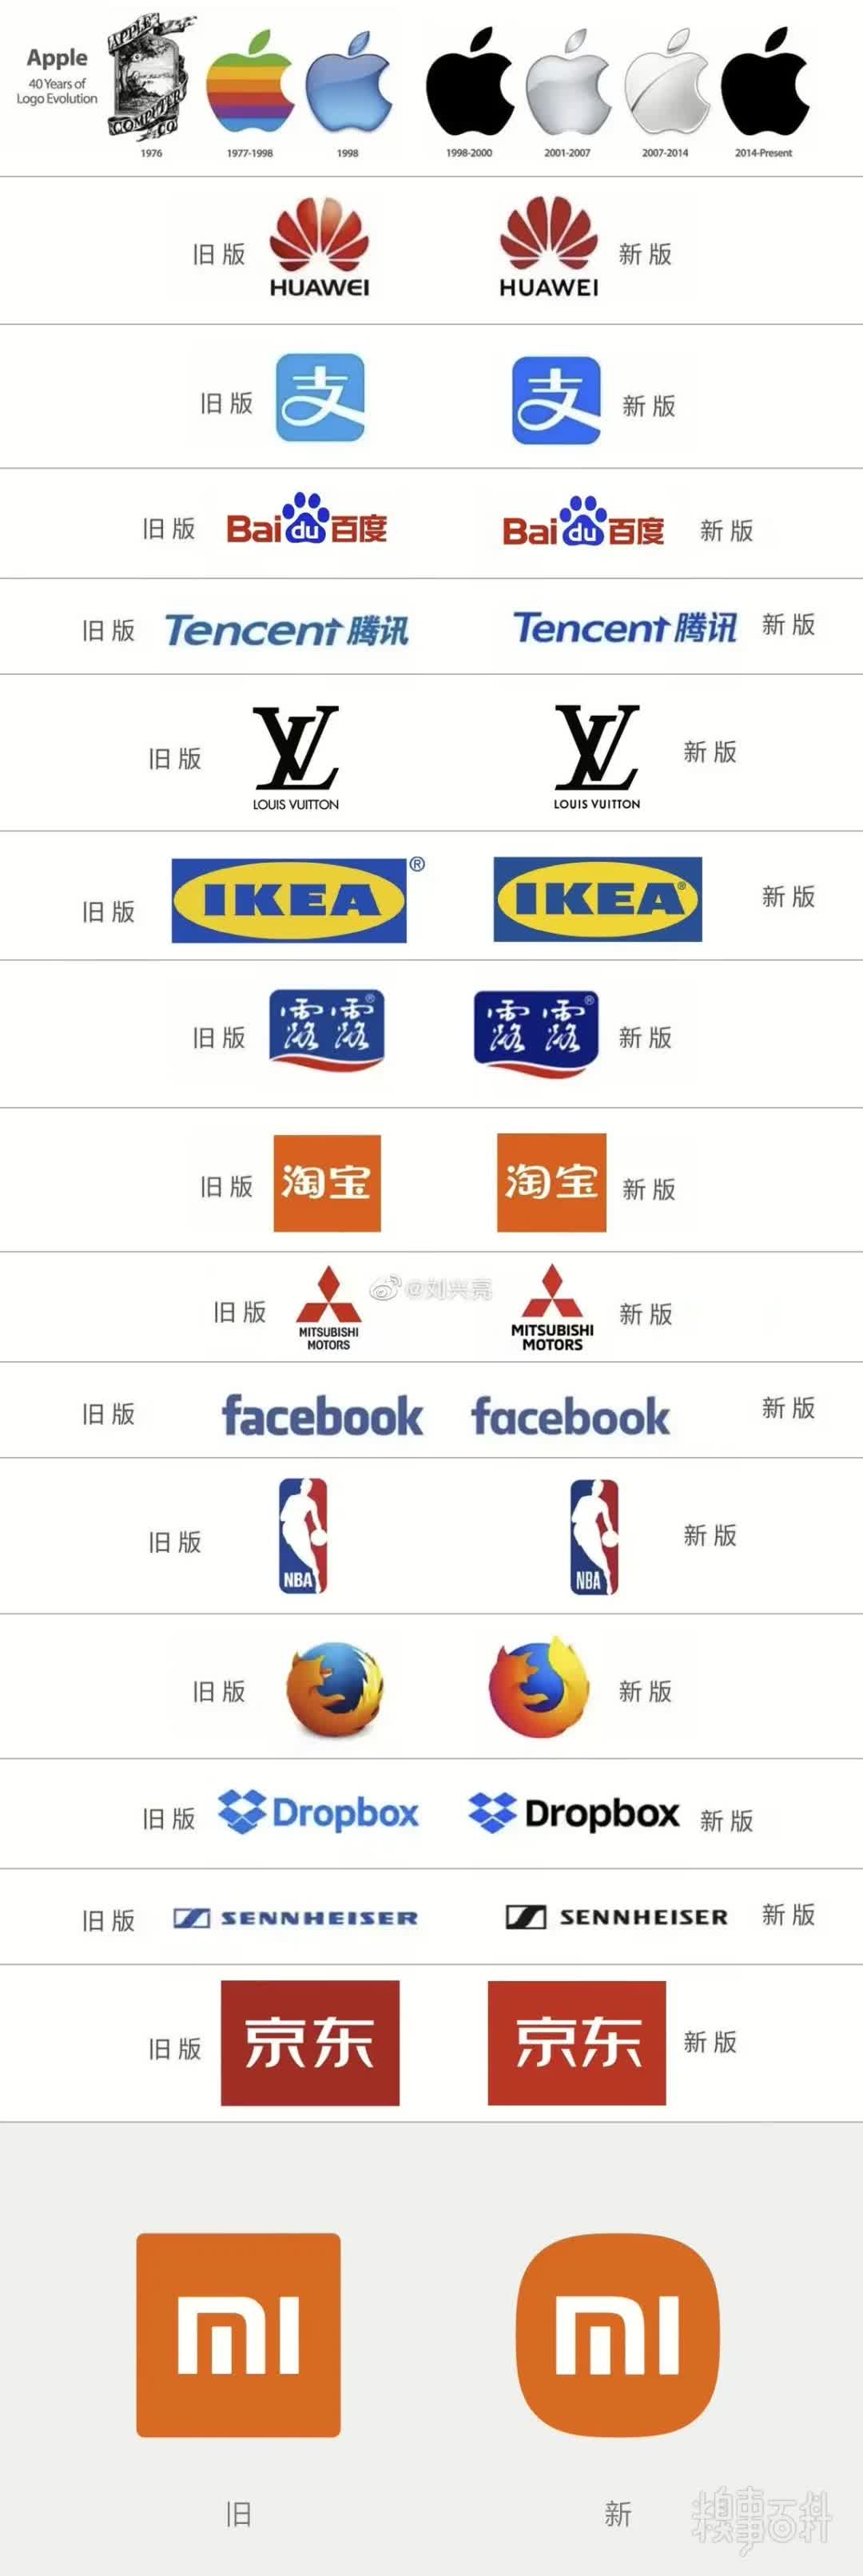 Apple
40 Years of
Logo Evolution
APPLE
COMPUTER
CO
1976
1977-1998
1998
1998-2000
2001-2007
2007-2014
2014-Present
旧版
HUAWEI
HUAWEI
新版
旧版
支
支
新版
旧版
Bai du 百度
Bai du 百度
新版
旧版
Tencent 腾讯
Tencent 腾讯
新版
旧版
LV
LOUIS VUITTON
LV
LOUIS VUITTON
新版
旧版
IKEA®
IKEA®
新版
旧版
露露®
露露®
新版
旧版
淘宝
淘宝
新版
@刘兴亮
旧版
MITSUBISHI
MOTORS
MITSUBISHI
MOTORS
新版
旧版
facebook
facebook
新版
旧版
NBA
NBA
新版
旧版
新版
旧版
Dropbox
Dropbox
新版
旧版
SENNHEISER
SENNHEISER
新版
旧版
京东
京东
新版
mi
mi
旧
新
糗事百科